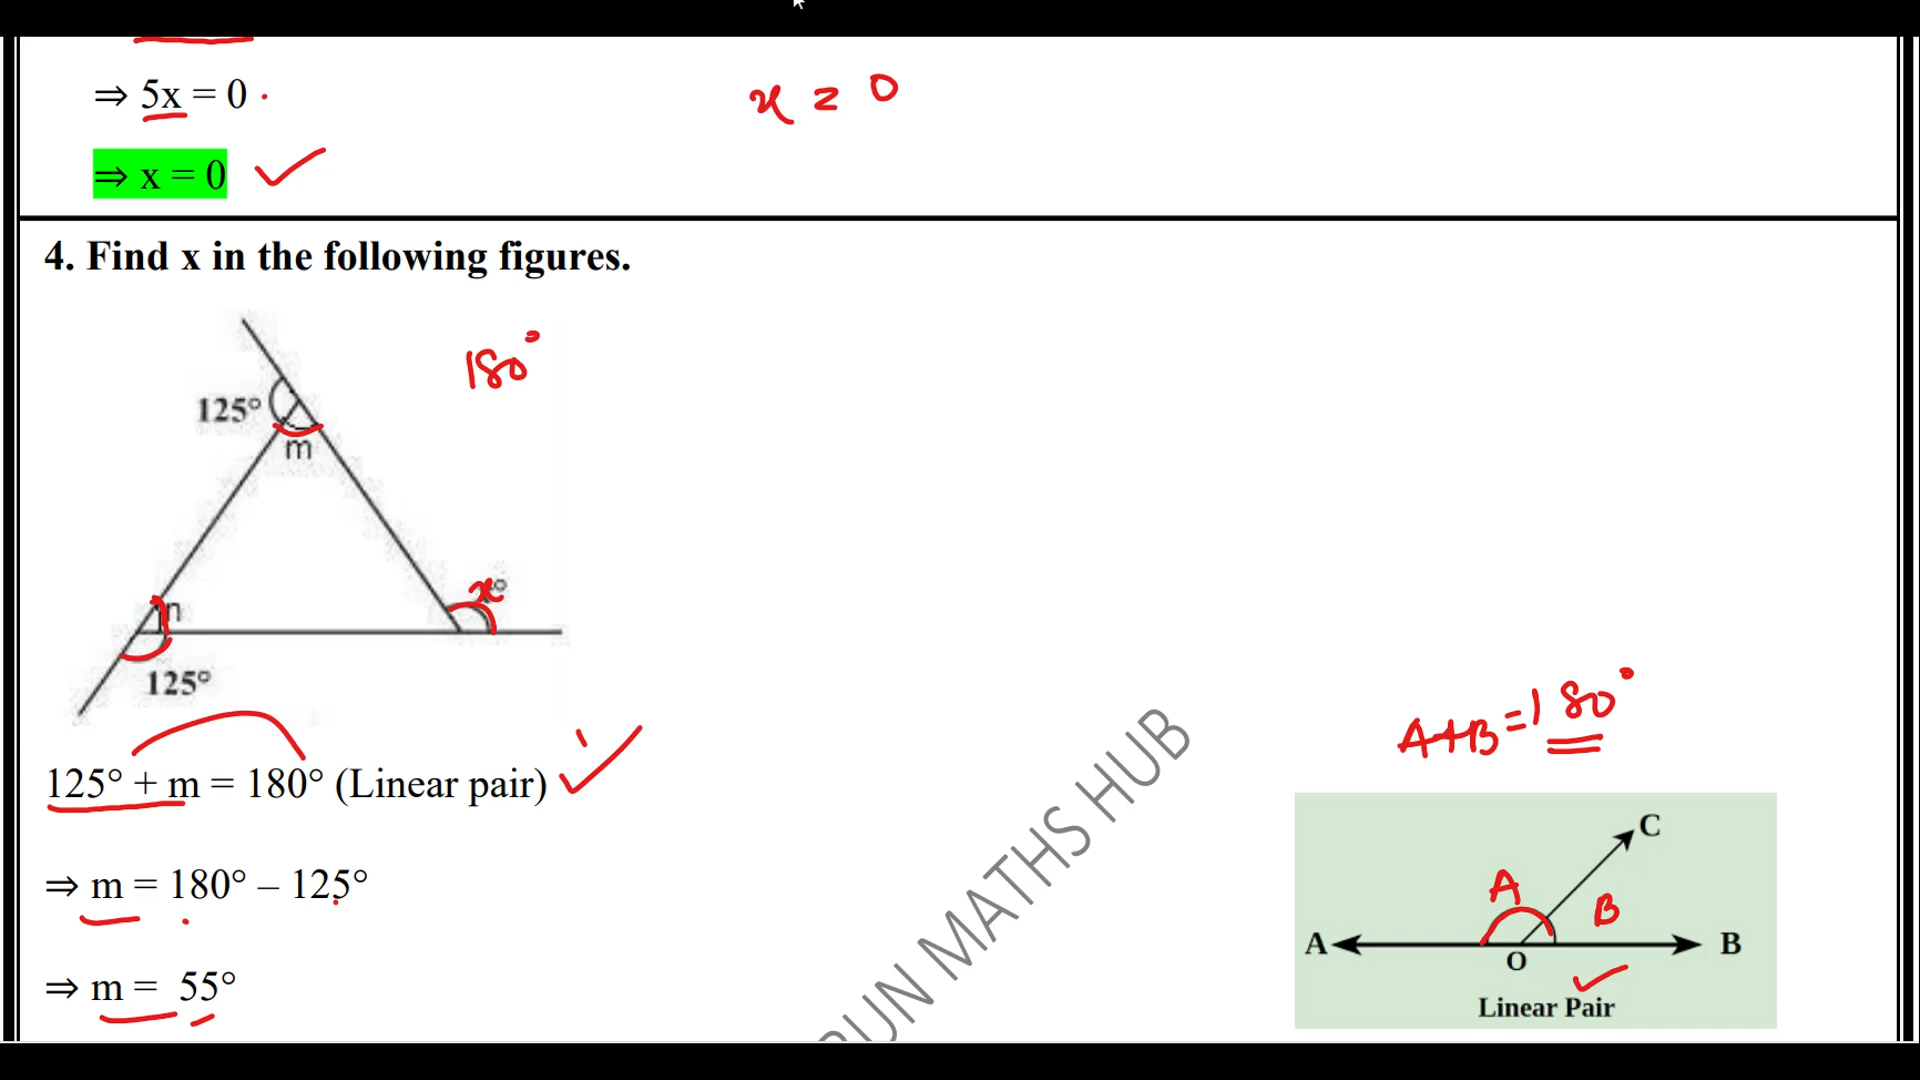 ⇒ 5x = 0
x = 0
⇒ x = 0
4. Find x in the following figures.
180°
125°
m
x°
n
125°
A+B=180°
125° + m = 180° (Linear pair)
⇒ m = 180° – 125°
⇒ m = 55°
C
A
B
A
B
O
Linear Pair
RUN MATHS HUB